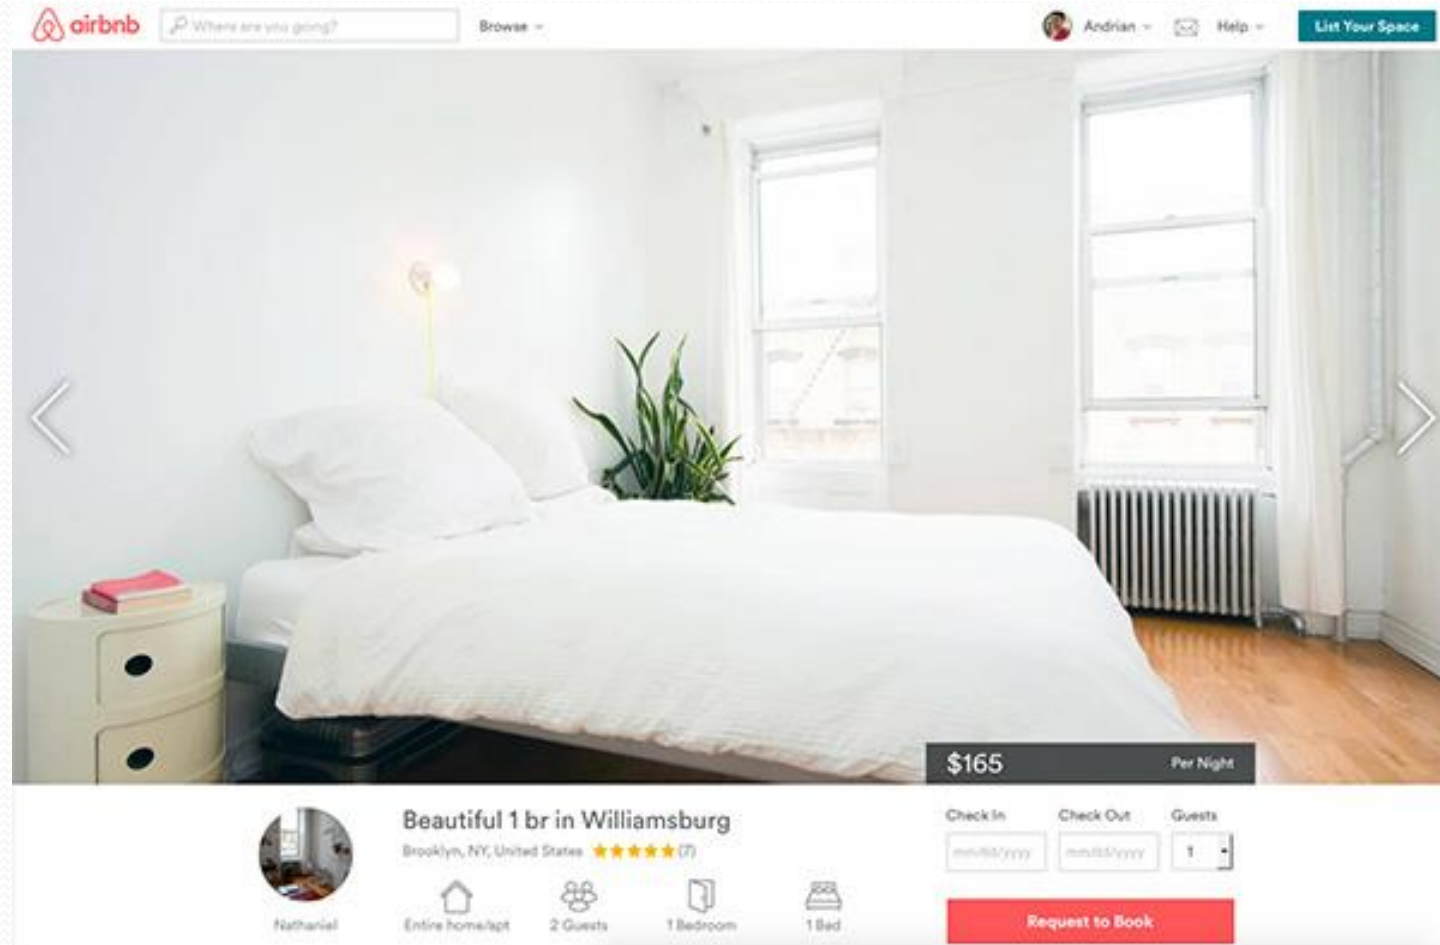 airbnb Where are you going? Browse Andrian Help List Your Space
$165 Per Night
Beautiful 1 br in Williamsburg
Brooklyn, NY, United States (7)
Nathaniel
Entire home/apt 2 Guests 1 Bedroom 1 Bed
Check In Check Out Guests
mm/dd/yyyy mm/dd/yyyy 1
Request to Book